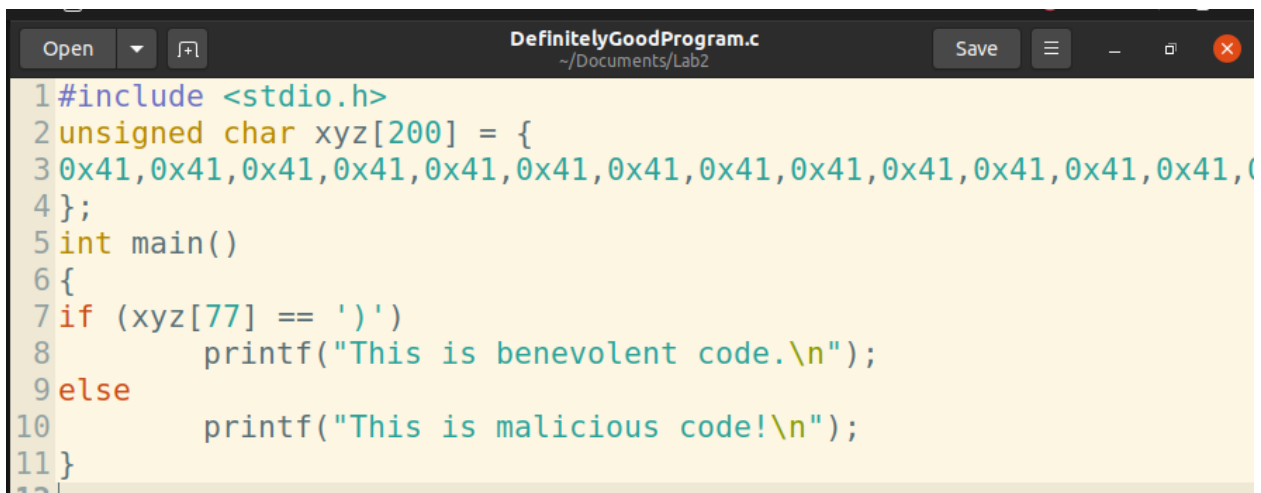 Open
DefinitelyGoodProgram.c
Save
~/Documents/Lab2
1 #include <stdio.h>
2 unsigned char xyz[200] = {
3 0x41,0x41,0x41,0x41,0x41,0x41,0x41,0x41,0x41,0x41,0x41,0x41,0x41,
4 };
5 int main()
6 {
7 if (xyz[77] == ')')
8         printf("This is benevolent code.\n");
9 else
10         printf("This is malicious code!\n");
11 }
12